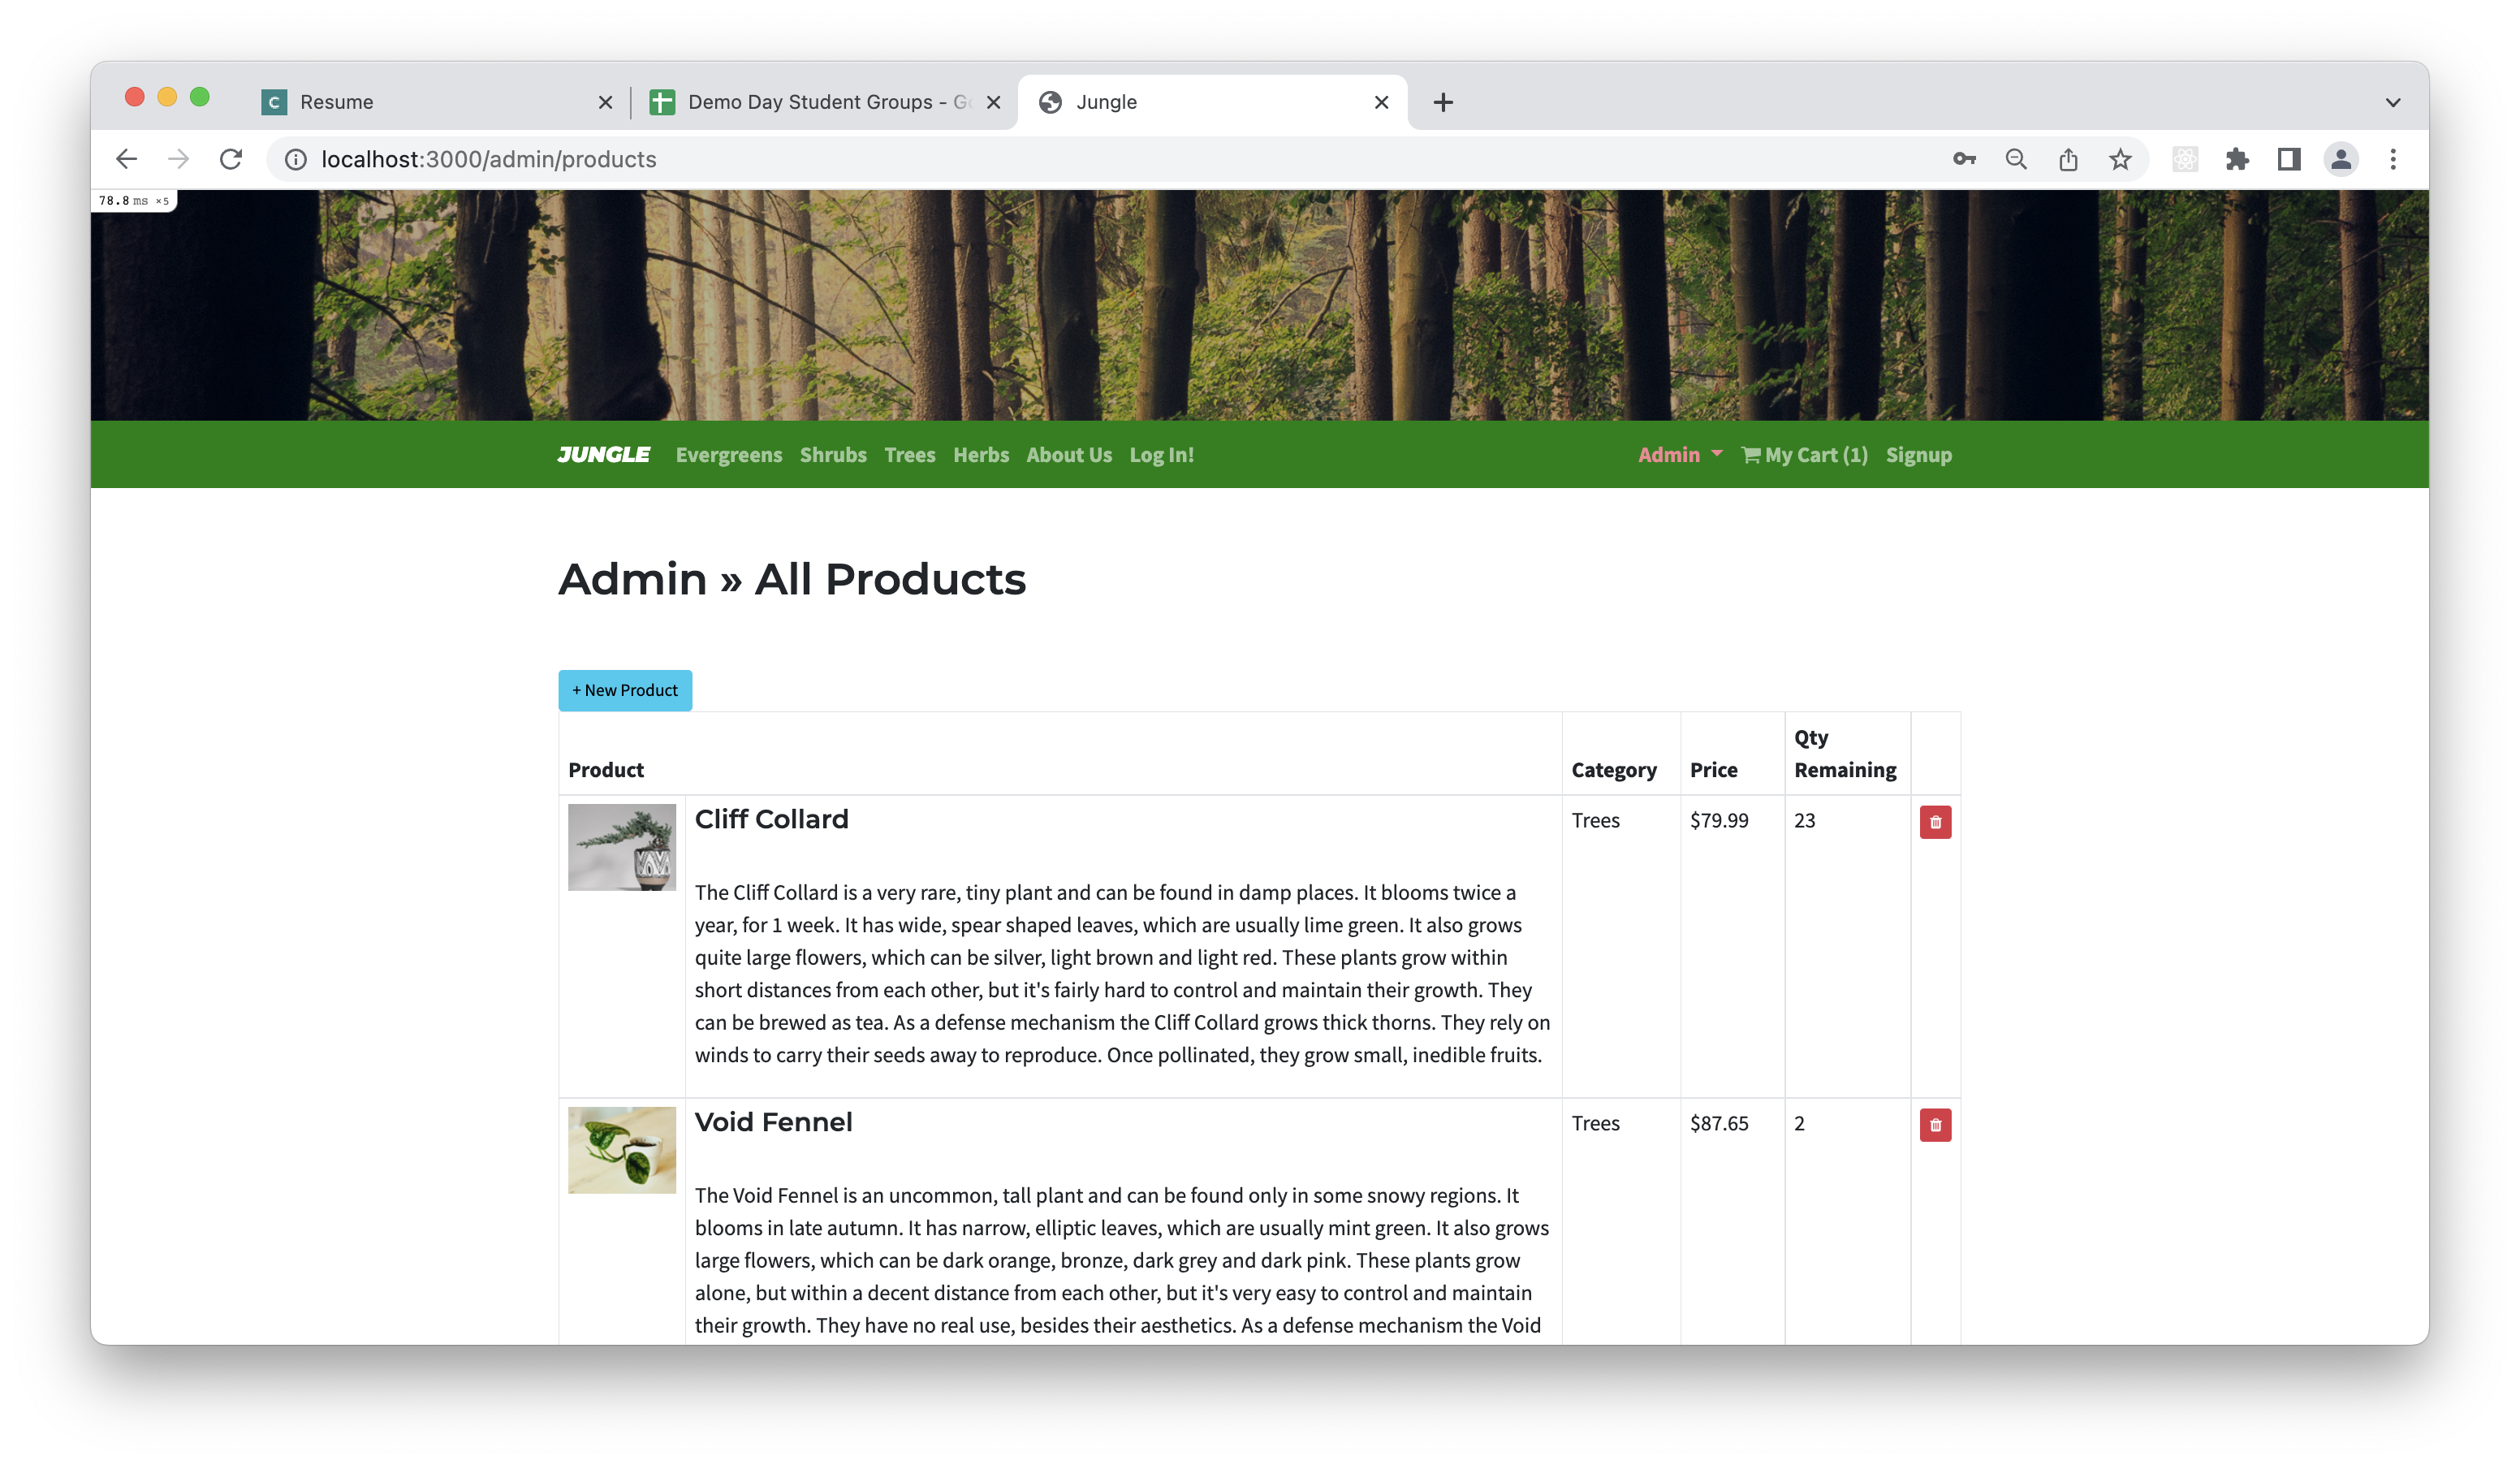 Resume
Demo Day Student Groups - G
Jungle
localhost:3000/admin/products
78.8 ms ×5
JUNGLE Evergreens Shrubs Trees Herbs About Us Log In! Admin My Cart (1) Signup
Admin » All Products
+ New Product
Product Category Price Qty Remaining
Cliff Collard Trees $79.99 23
The Cliff Collard is a very rare, tiny plant and can be found in damp places. It blooms twice a
year, for 1 week. It has wide, spear shaped leaves, which are usually lime green. It also grows
quite large flowers, which can be silver, light brown and light red. These plants grow within
short distances from each other, but it's fairly hard to control and maintain their growth. They
can be brewed as tea. As a defense mechanism the Cliff Collard grows thick thorns. They rely on
winds to carry their seeds away to reproduce. Once pollinated, they grow small, inedible fruits.
Void Fennel Trees $87.65 2
The Void Fennel is an uncommon, tall plant and can be found only in some snowy regions. It
blooms in late autumn. It has narrow, elliptic leaves, which are usually mint green. It also grows
large flowers, which can be dark orange, bronze, dark grey and dark pink. These plants grow
alone, but within a decent distance from each other, but it's very easy to control and maintain
their growth. They have no real use, besides their aesthetics. As a defense mechanism the Void